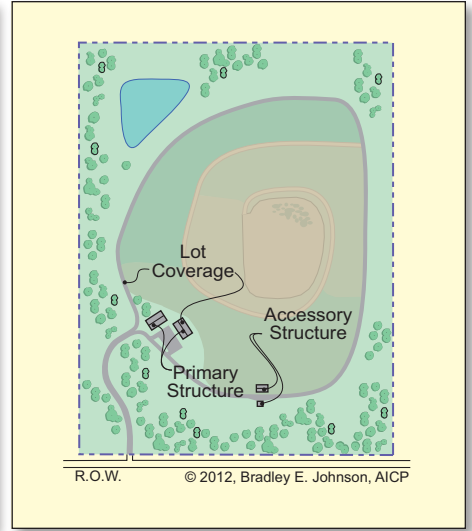 Lot
Coverage
Accessory
Structure
Primary
Structure
R.O.W.
© 2012, Bradley E. Johnson, AICP